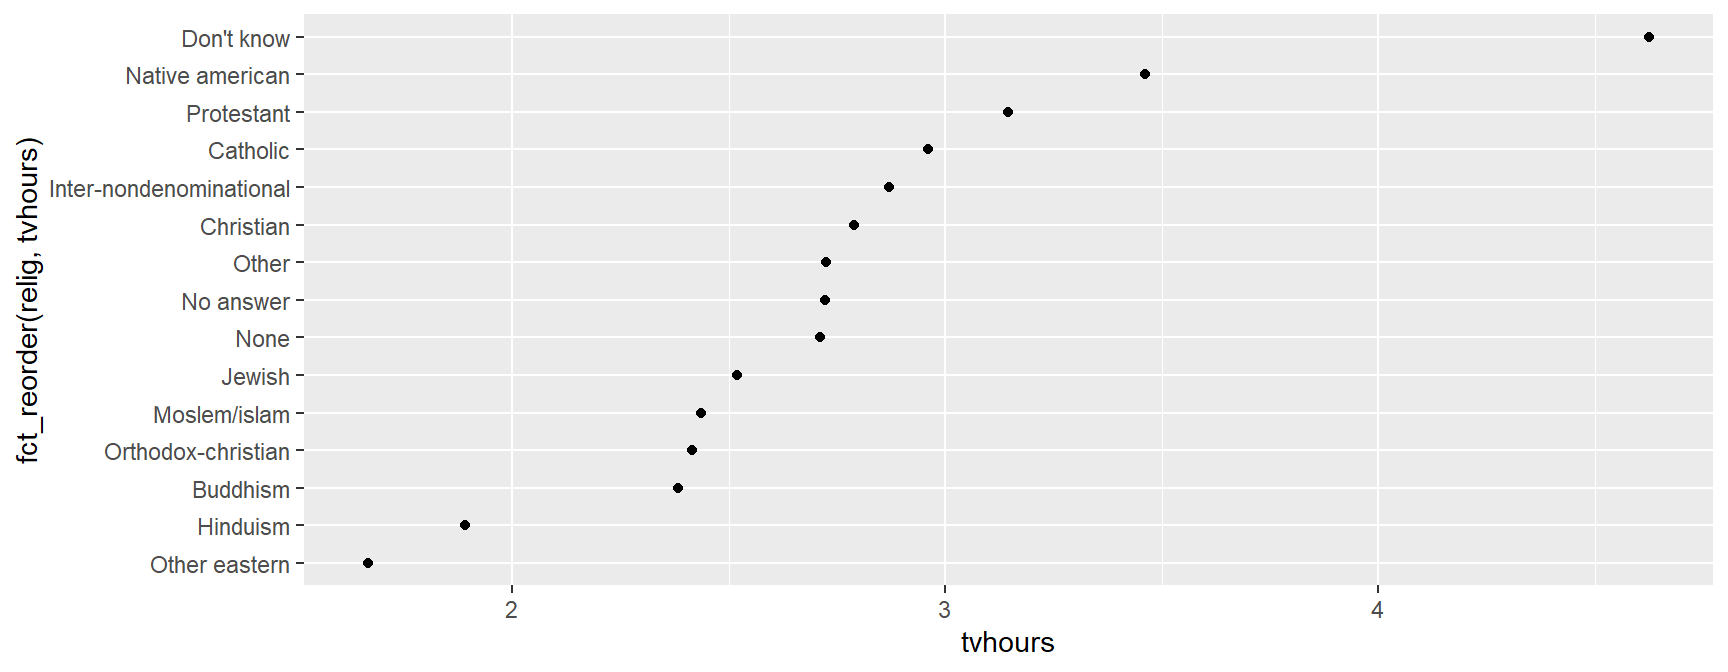 fct_reorder(relig, tvhours)
Don't know
Native american
Protestant
Catholic
Inter-nondenominational
Christian
Other
No answer
None
Jewish
Moslem/islam
Orthodox-christian
Buddhism
Hinduism
Other eastern
2 3 4
tvhours